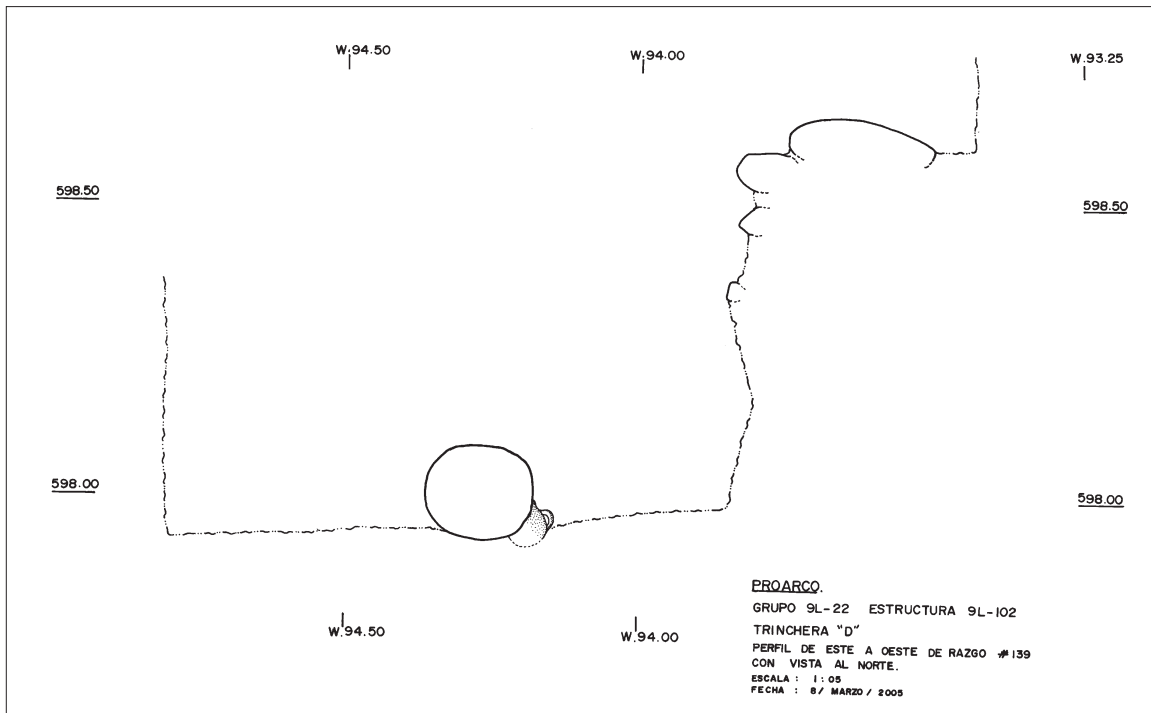 W.94.50
W.94.00
W.93.25
598.50
598.50
598.00
598.00
W.94.50
W.94.00
PROARCO.
GRUPO 9L-22 ESTRUCTURA 9L-102
TRINCHERA "D"
PERFIL DE ESTE A OESTE DE RAZGO #139
CON VISTA AL NORTE.
ESCALA : 1:05
FECHA : 8/ MARZO / 2005